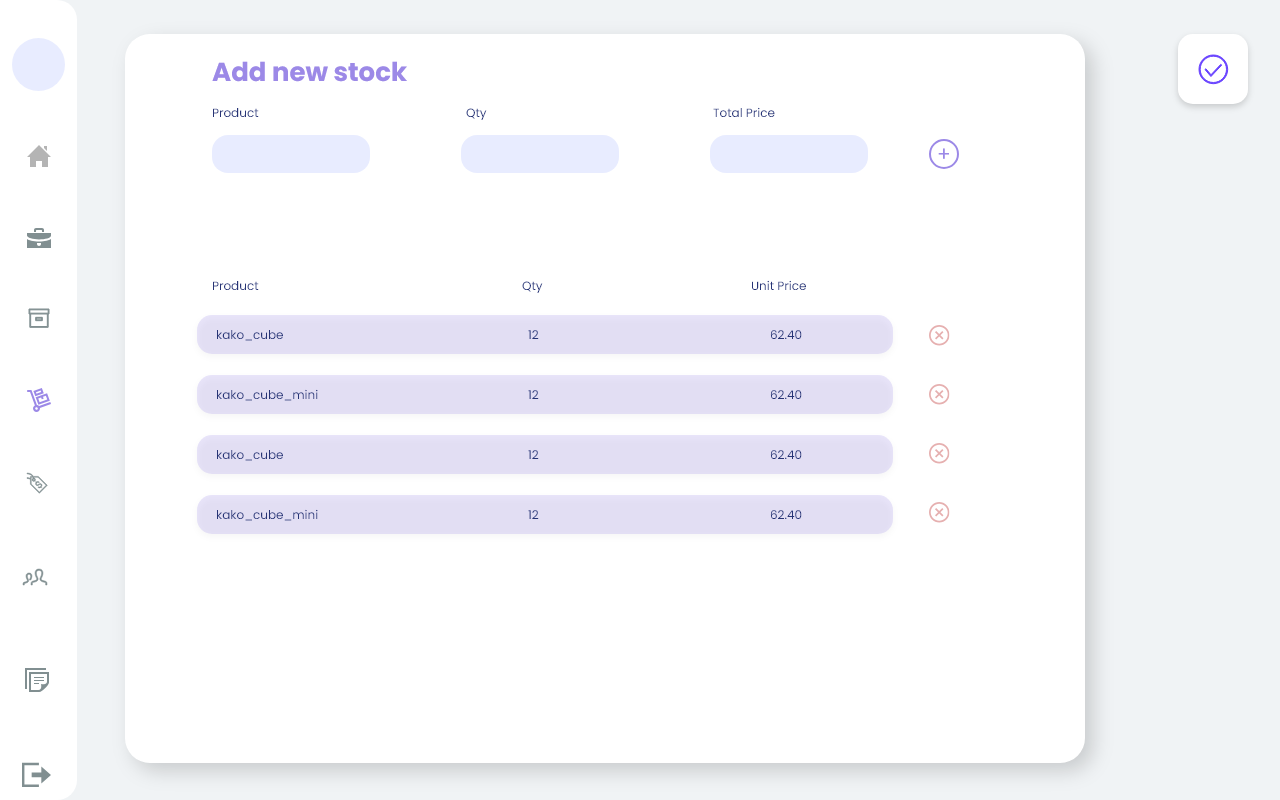 Add new stock
Product Qty Total Price
Product Qty Unit Price
kako_cube 12 62.40
kako_cube_mini 12 62.40
kako_cube 12 62.40
kako_cube_mini 12 62.40